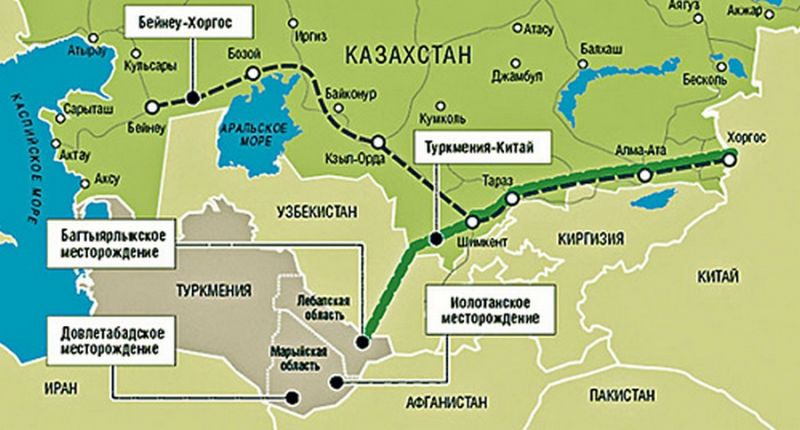 Аягуз
Акжар
Бейнеу-Хоргос
Иргиз
Атасу
Атырау
Кульсары
Бозой
КАЗАХСТАН
Балхаш
Джамбул
Бесколь
КАСПИЙСКОЕ МОРЕ
Сарыташ
Бейнеу
Байконур
Кумколь
АРАЛЬСКОЕ
МОРЕ
Хоргос
Актау
Кзыл-Орда
Туркмения-Китай
Алма-Ата
Аксу
Тараз
УЗБЕКИСТАН
Шимкент
КИРГИЗИЯ
Багтыярлыкское
месторождение
КИТАЙ
ТУРКМЕНИЯ
Лебапская
область
Иолотанское
месторождение
Довлетабадское
месторождение
Марыйская
область
ИРАН
АФГАНИСТАН
ПАКИСТАН